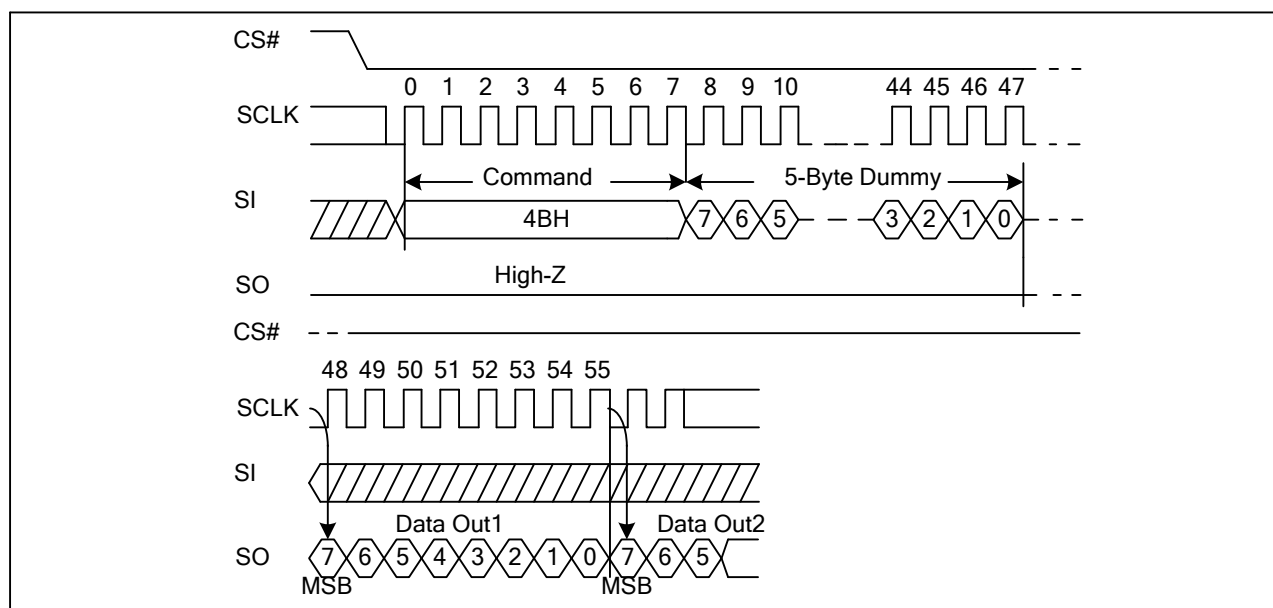 CS#
0 1 2 3 4 5 6 7 8 9 10 44 45 46 47
SCLK
Command 5-Byte Dummy
SI
4BH 7 6 5 3 2 1 0
High-Z
SO
CS#
48 49 50 51 52 53 54 55
SCLK
SI
Data Out1 Data Out2
SO 7 6 5 4 3 2 1 0 7 6 5
MSB MSB